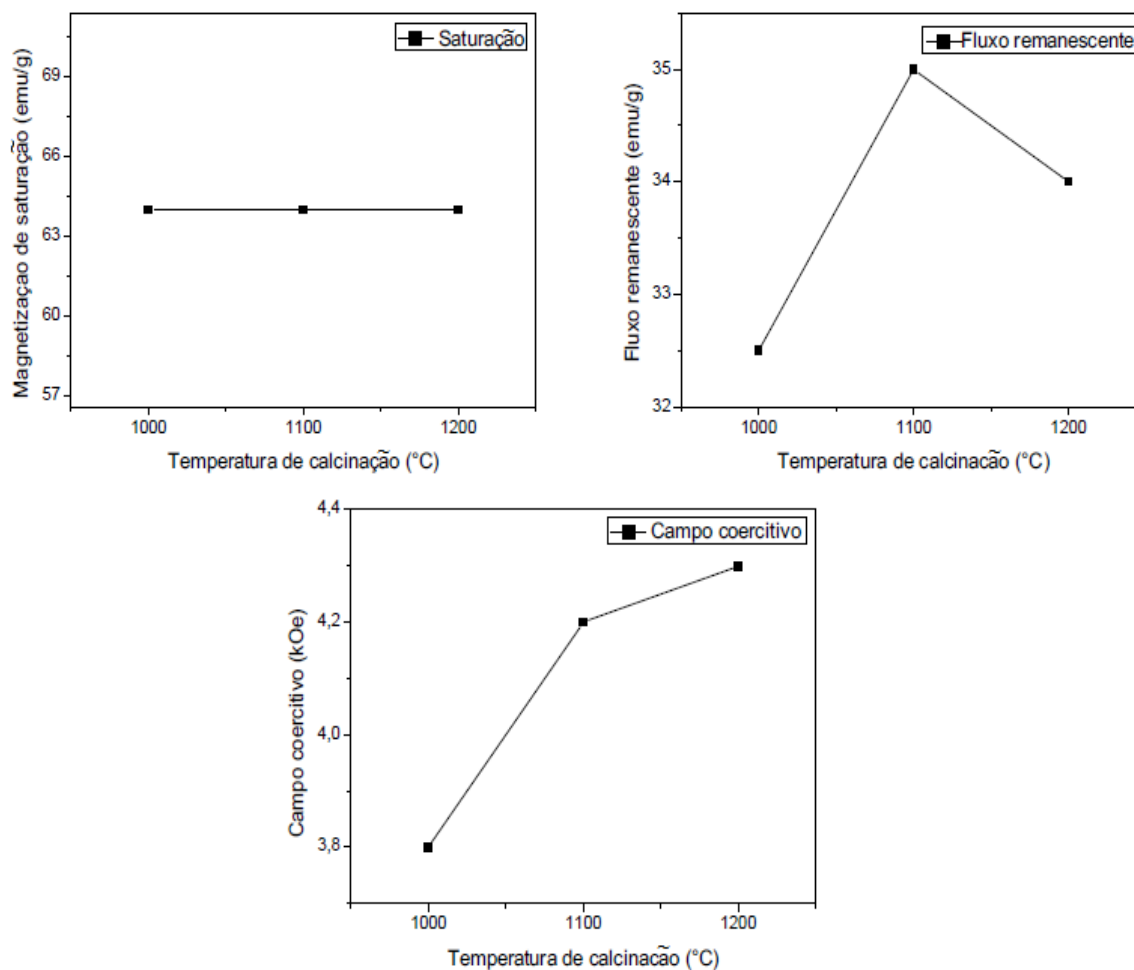 Saturação
Magnetizaçao de saturação (emu/g)
69
66
63
60
57
1000 1100 1200
Temperatura de calcinação (°C)
Fluxo remanescente
Fluxo remanescente (emu/g)
35
34
33
32
1000 1100 1200
Temperatura de calcinacão (°C)
Campo coercitivo
Campo coercitivo (kOe)
4,4
4,2
4,0
3,8
1000 1100 1200
Temperatura de calcinacão (°C)